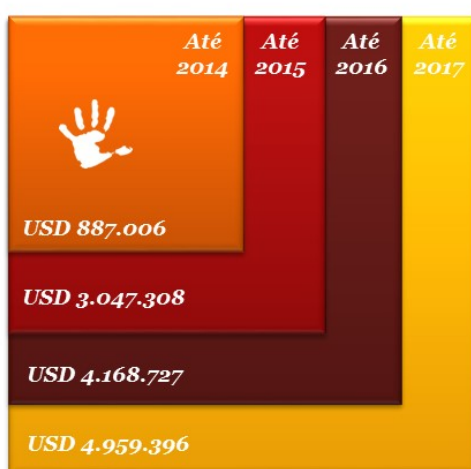 Até
2014
Até
2015
Até
2016
Até
2017
USD 887.006
USD 3.047.308
USD 4.168.727
USD 4.959.396